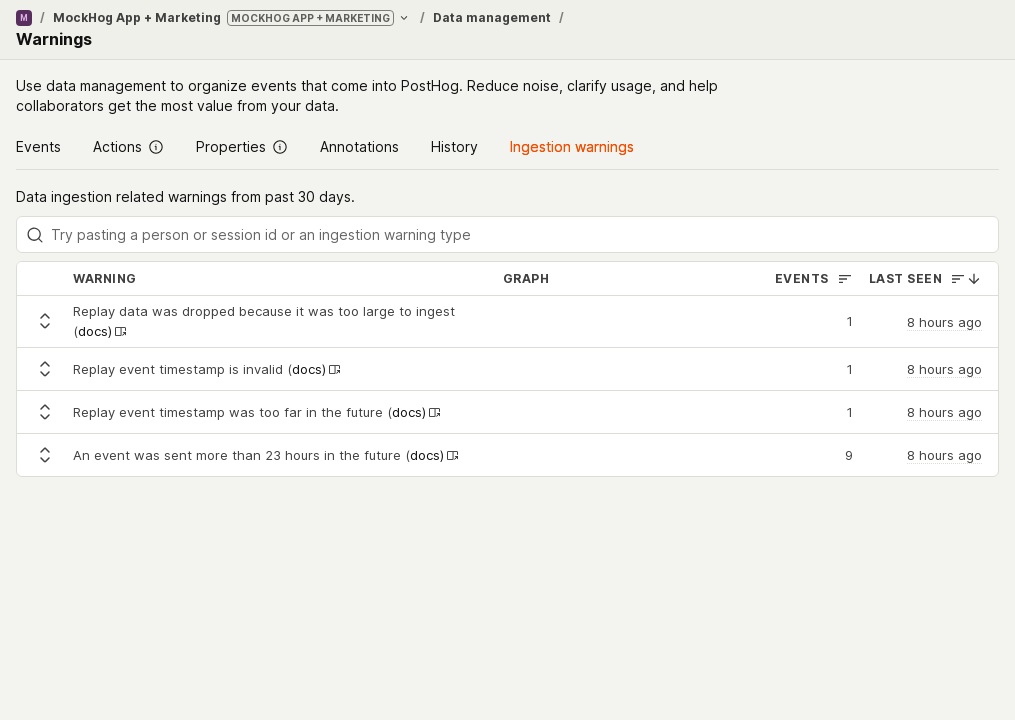 M / MockHog App + Marketing MOCKHOG APP + MARKETING / Data management /
Warnings
Use data management to organize events that come into PostHog. Reduce noise, clarify usage, and help
collaborators get the most value from your data.
Events Actions Properties Annotations History Ingestion warnings
Data ingestion related warnings from past 30 days.
Try pasting a person or session id or an ingestion warning type
WARNING GRAPH EVENTS LAST SEEN
Replay data was dropped because it was too large to ingest
(docs) 1 8 hours ago
Replay event timestamp is invalid (docs) 1 8 hours ago
Replay event timestamp was too far in the future (docs) 1 8 hours ago
An event was sent more than 23 hours in the future (docs) 9 8 hours ago